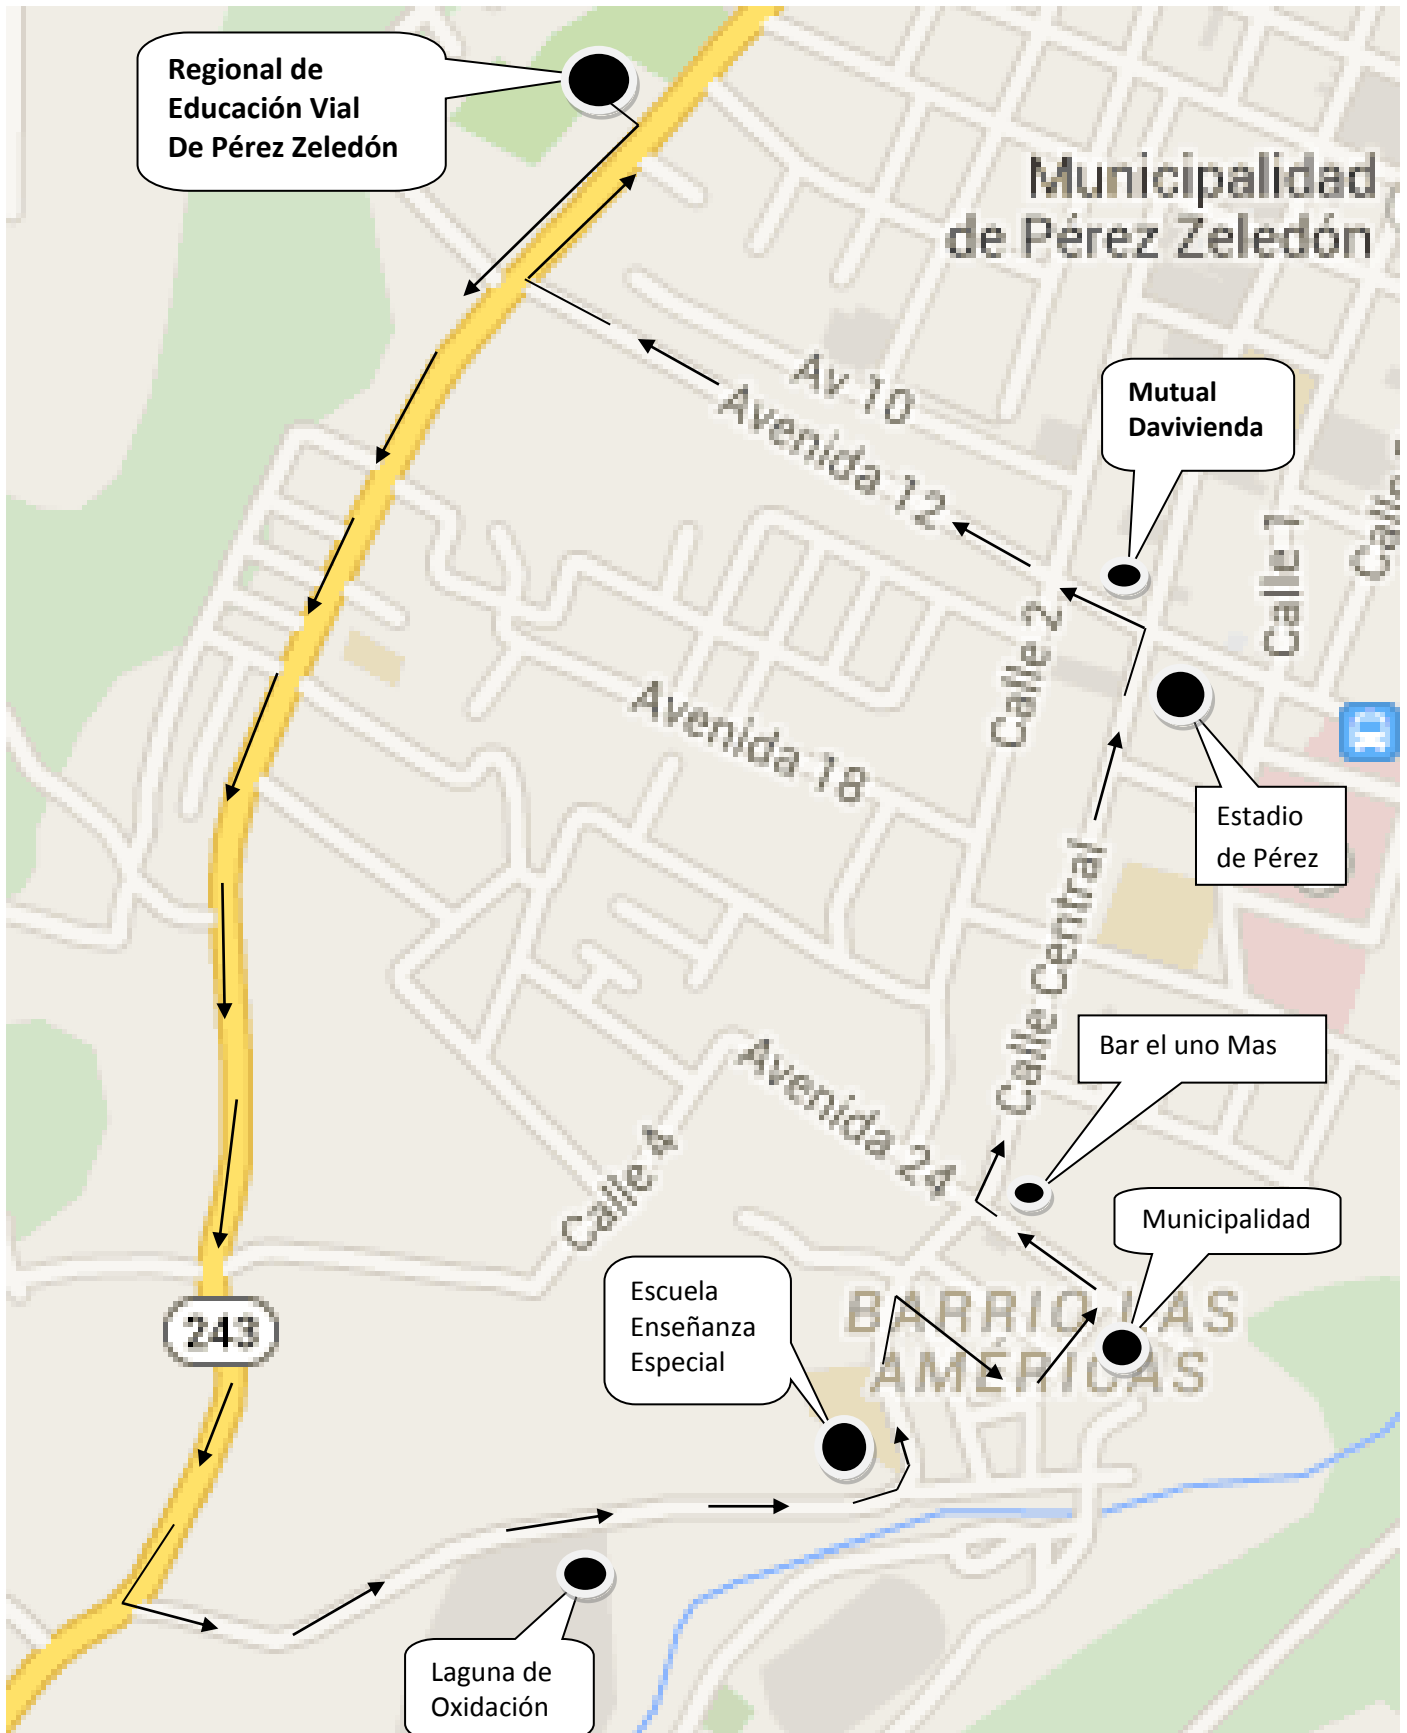 Regional de
Educación Vial
De Pérez Zeledón
Municipalidad
de Pérez Zeledón
Av 10
Avenida 12
Mutual
Davivienda
Calle 1
Calle 2
Avenida 18
Estadio
de Pérez
Calle Central
Bar el uno Mas
Avenida 24
Calle 4
Municipalidad
Escuela
Enseñanza
Especial
BARRIO LAS
AMÉRICAS
243
Laguna de
Oxidación